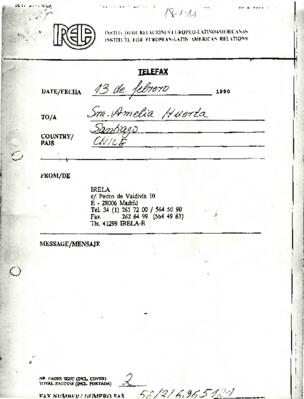 IRELA
INSTITUTO DE RELACIONES EUROPEO-LATINOAMERICANAS
INSTITUTE FOR EUROPEAN-LATIN AMERICAN RELATIONS
TELEFAX
DATE/FECHA 13 de febrero 1990
TO/A Sra. Amelia Huerta
Santiago
COUNTRY/
PAIS CHILE
FROM/DE
IRELA
c/ Pedro de Valdivia 10
E - 28006 Madrid
Tel. 34 (1) 261 72 00 / 564 50 90
Fax. 262 64 99 (564 49 83)
Tlx. 41299 IRELA-E
MESSAGE/MENSAJE
NR. PAGES SENT (INCL. COVER)
TOTAL PAGINAS (INCL. PORTADA) 2
FAX NUMBER/ NUMERO FAX